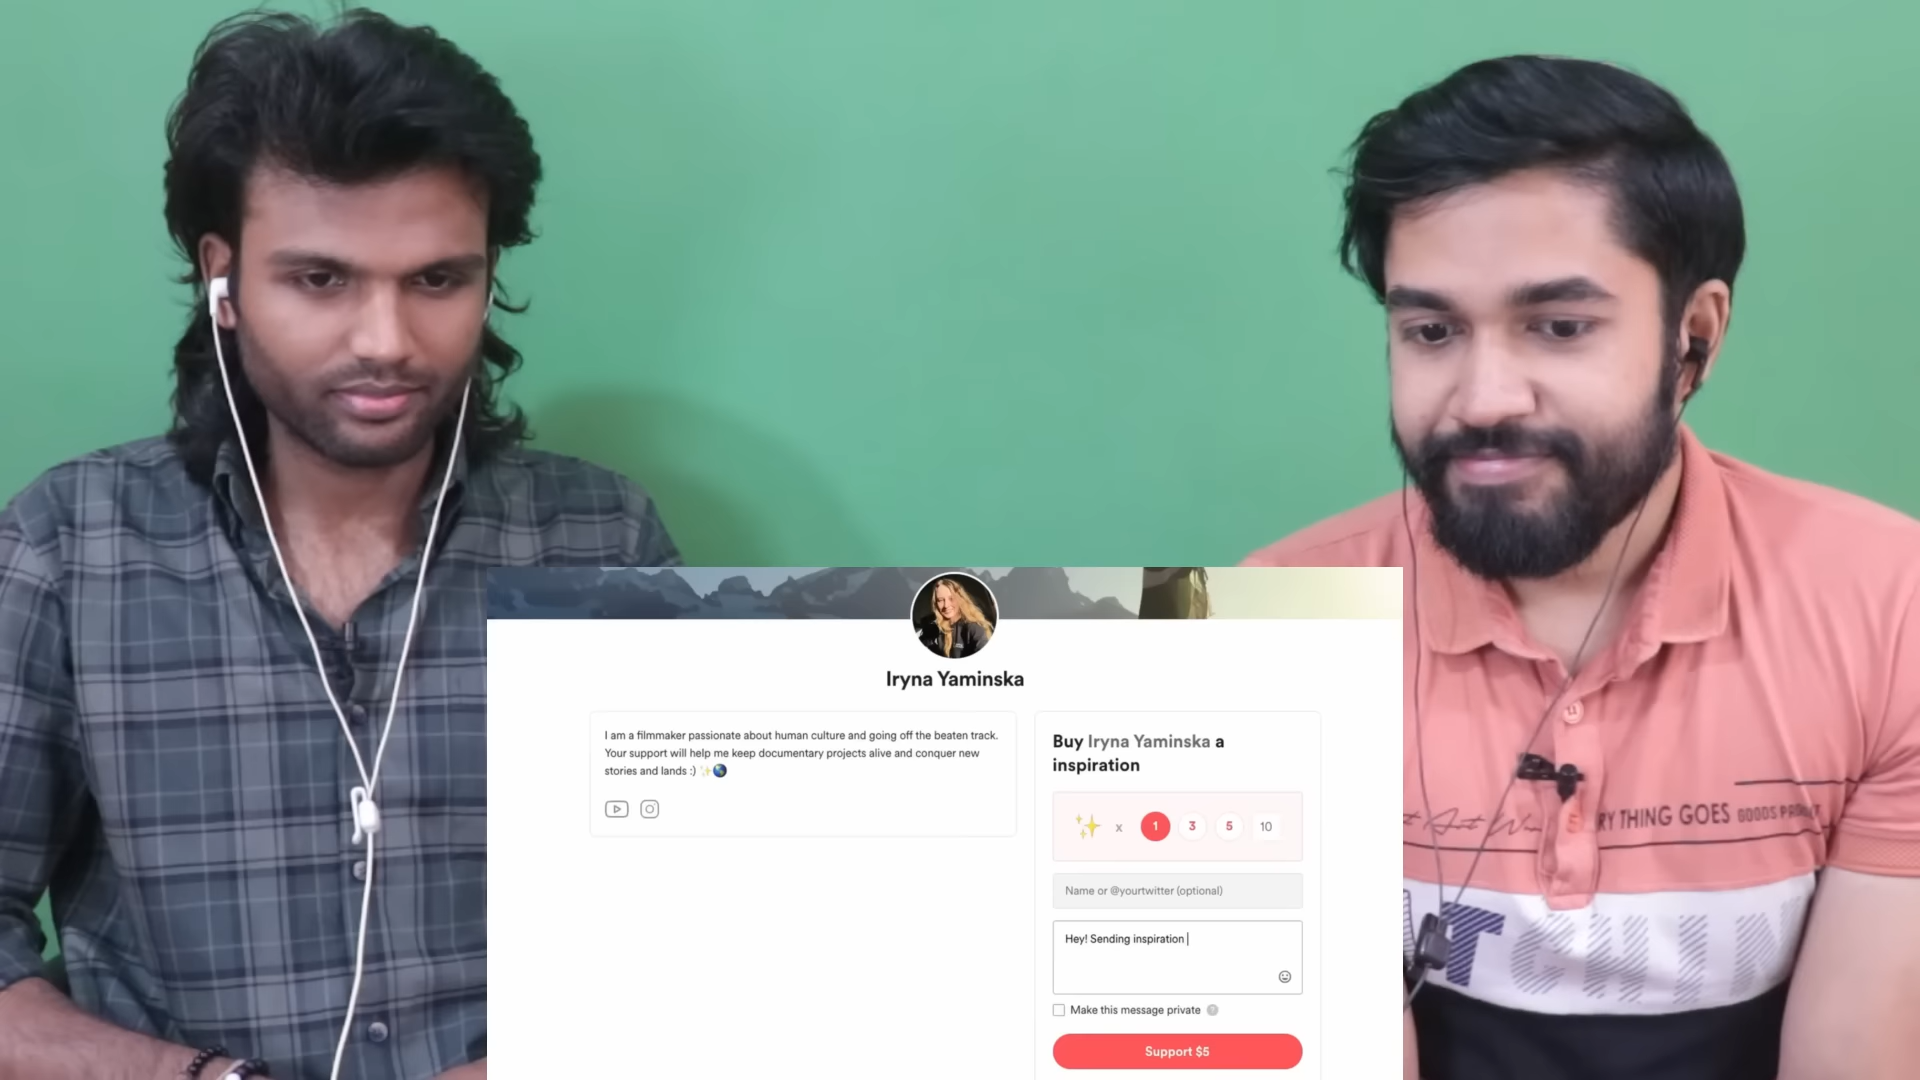 Iryna Yaminska
I am a filmmaker passionate about human culture and going off the beaten track.
Your support will help me keep documentary projects alive and conquer new
stories and lands :) ✨🌎
Buy Iryna Yaminska a
inspiration
✨ x 1 3 5 10
Name or @yourtwitter (optional)
Hey! Sending inspiration
Make this message private ?
Support $5
RY THING GOES GOODS